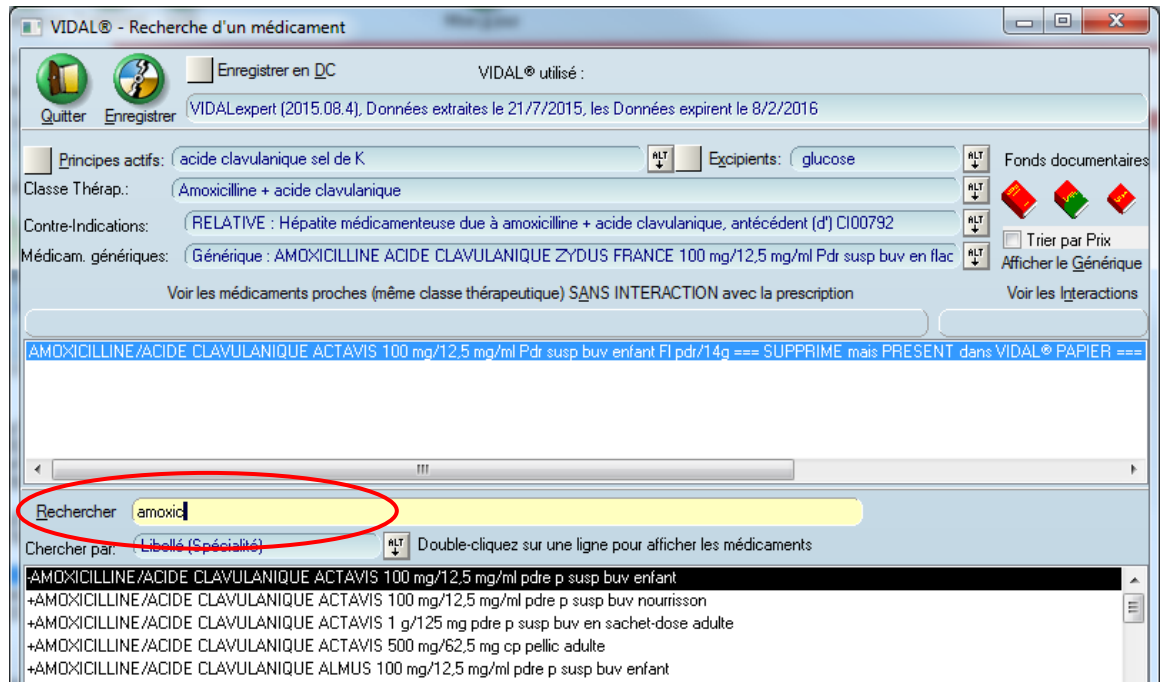 VIDAL® - Recherche d'un médicament
Enregistrer en DC
VIDAL® utilisé :
Quitter
Enregistrer
VIDALexpert (2015.08.4), Données extraites le 21/7/2015, les Données expirent le 8/2/2016
Principes actifs: acide clavulanique sel de K
ALT
Excipients: glucose
ALT
Fonds documentaires
Classe Thérap.: Amoxicilline + acide clavulanique
ALT
Contre-Indications: RELATIVE : Hépatite médicamenteuse due à amoxicilline + acide clavulanique, antécédent (d') CI00792
ALT
Trier par Prix
Médicam. génériques: Générique : AMOXICILLINE ACIDE CLAVULANIQUE ZYDUS FRANCE 100 mg/12,5 mg/ml Pdr susp buv en flac
ALT
Afficher le Générique
Voir les médicaments proches (même classe thérapeutique) SANS INTERACTION avec la prescription
Voir les Interactions
AMOXICILLINE/ACIDE CLAVULANIQUE ACTAVIS 100 mg/12,5 mg/ml Pdr susp buv enfant Fl pdr/14g === SUPPRIME mais PRESENT dans VIDAL® PAPIER ===
Rechercher amoxic
Chercher par: Libellé (Spécialité)
ALT
Double-cliquez sur une ligne pour afficher les médicaments
-AMOXICILLINE/ACIDE CLAVULANIQUE ACTAVIS 100 mg/12,5 mg/ml pdre p susp buv enfant
+AMOXICILLINE/ACIDE CLAVULANIQUE ACTAVIS 100 mg/12,5 mg/ml pdre p susp buv nourrisson
+AMOXICILLINE/ACIDE CLAVULANIQUE ACTAVIS 1 g/125 mg pdre p susp buv en sachet-dose adulte
+AMOXICILLINE/ACIDE CLAVULANIQUE ACTAVIS 500 mg/62,5 mg cp pellic adulte
+AMOXICILLINE/ACIDE CLAVULANIQUE ALMUS 100 mg/12,5 mg/ml pdre p susp buv enfant